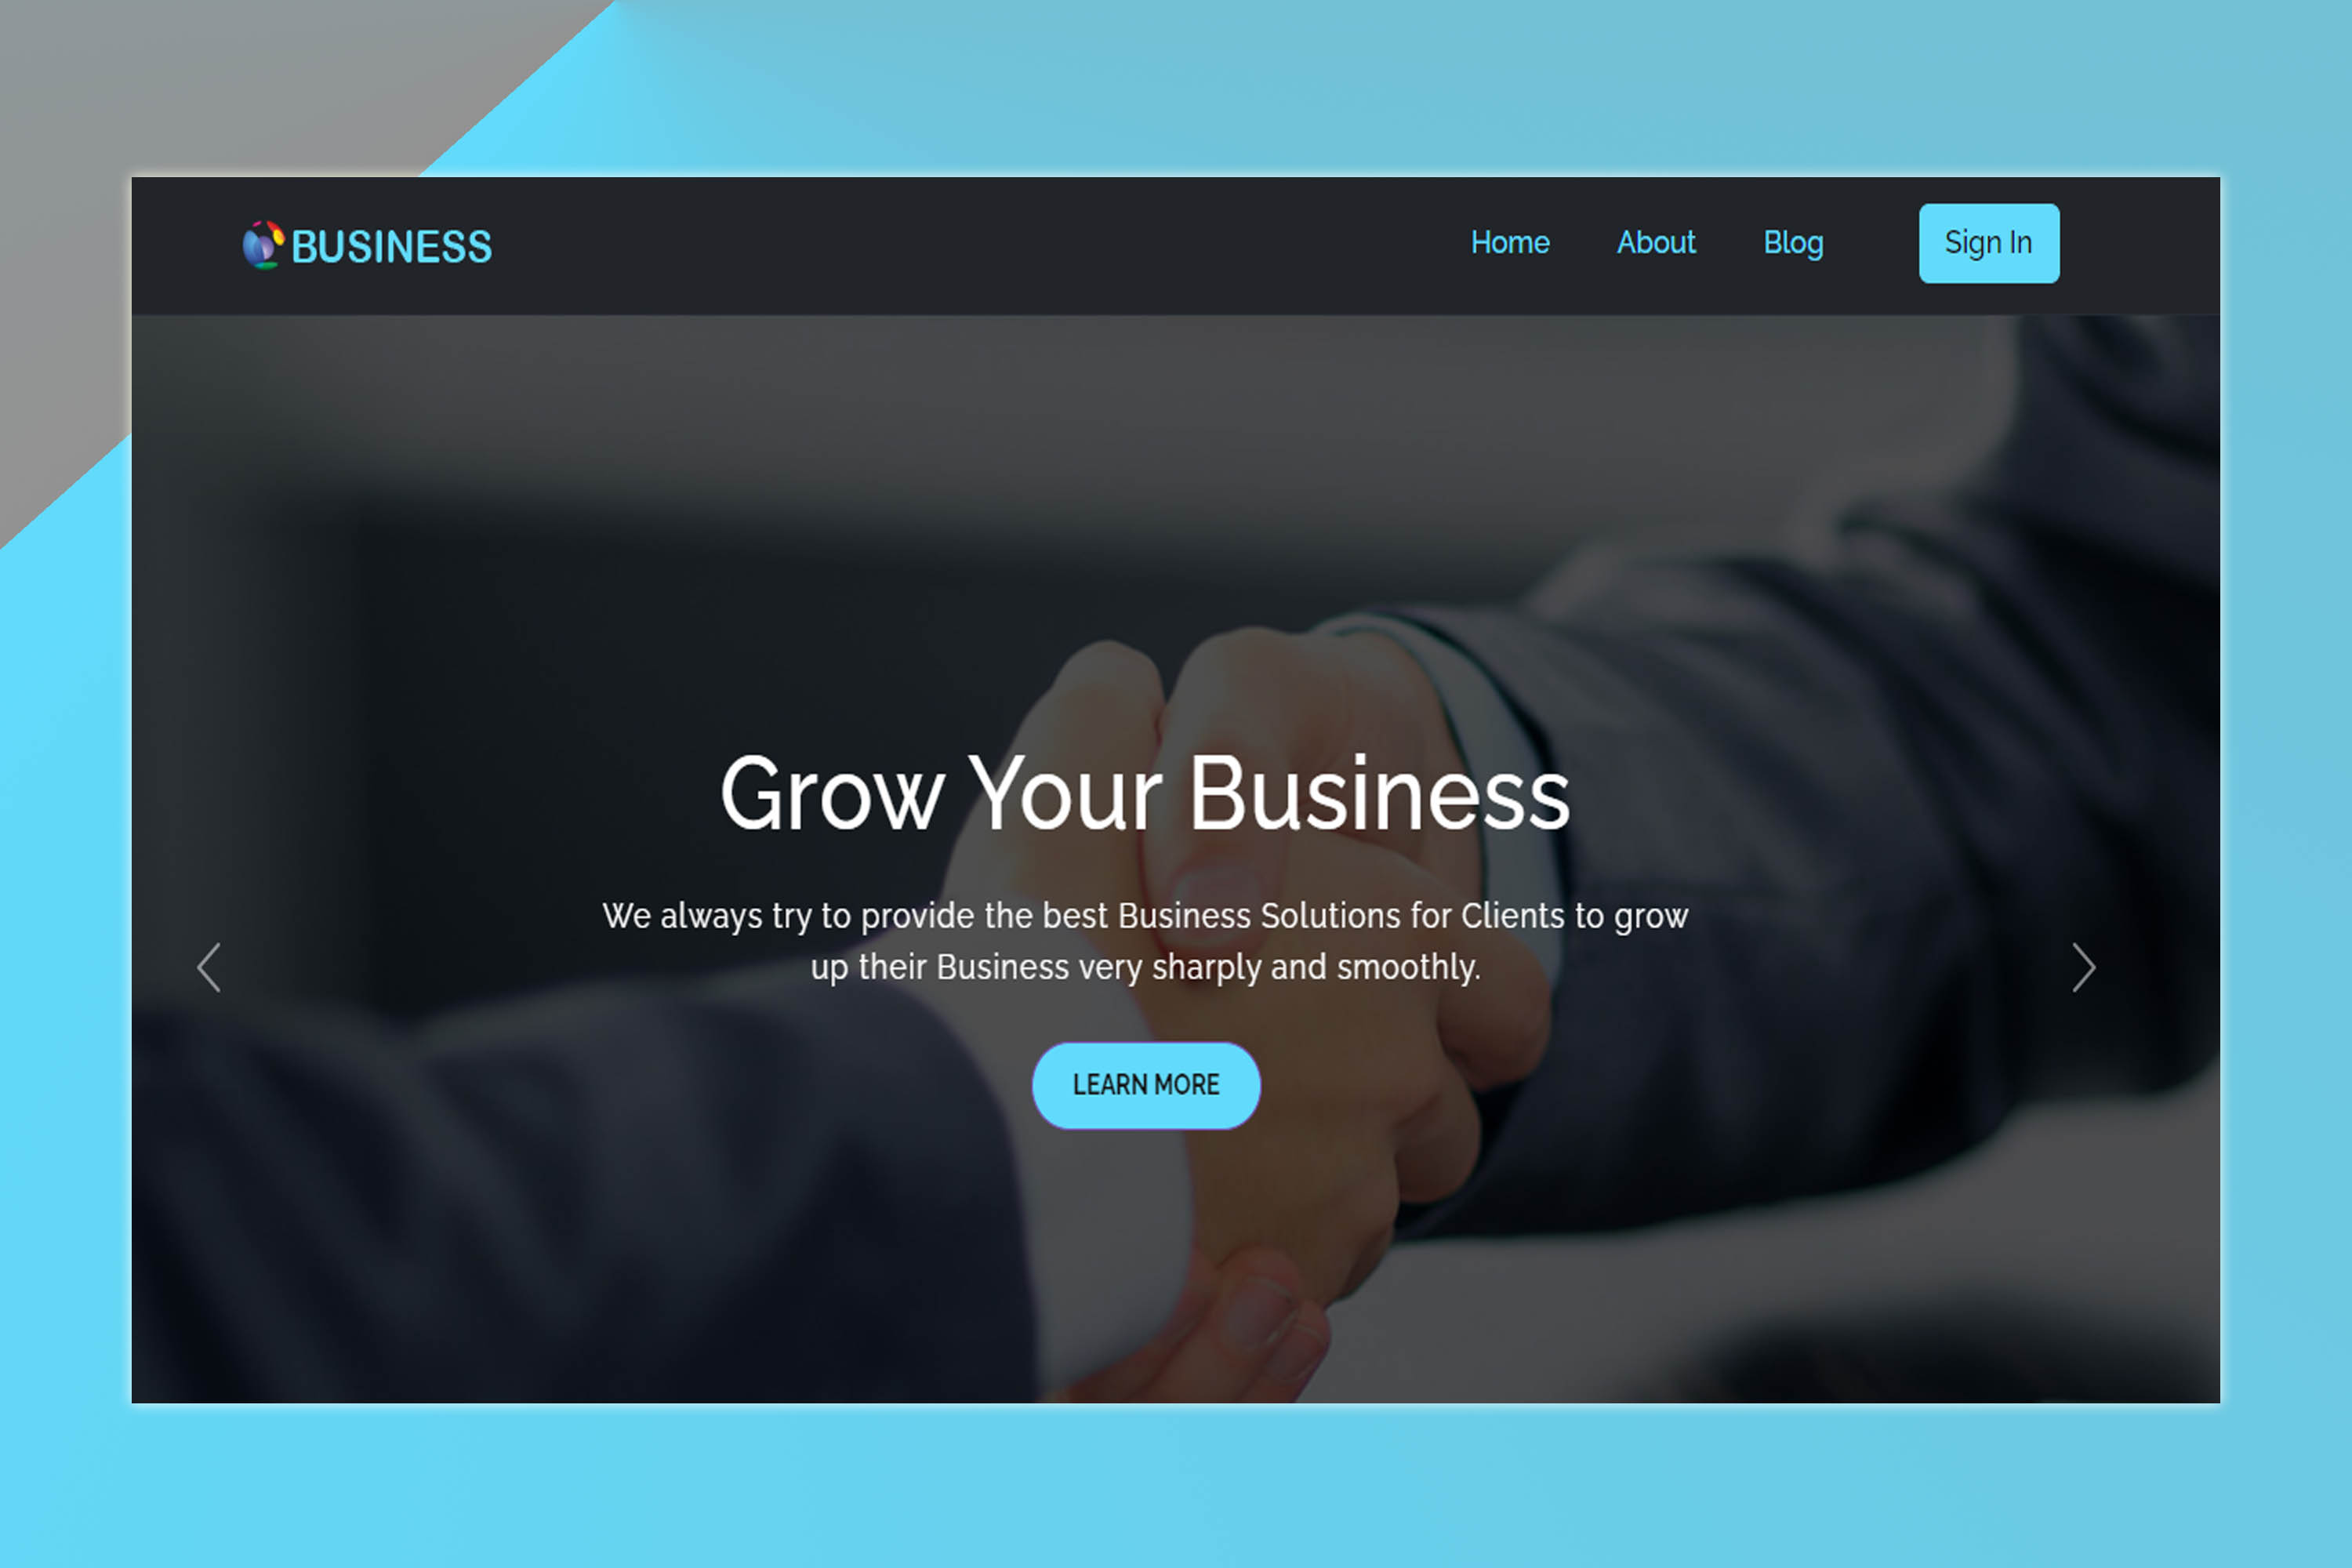 BUSINESS
Home About Blog Sign In
Grow Your Business
We always try to provide the best Business Solutions for Clients to grow
up their Business very sharply and smoothly.
LEARN MORE